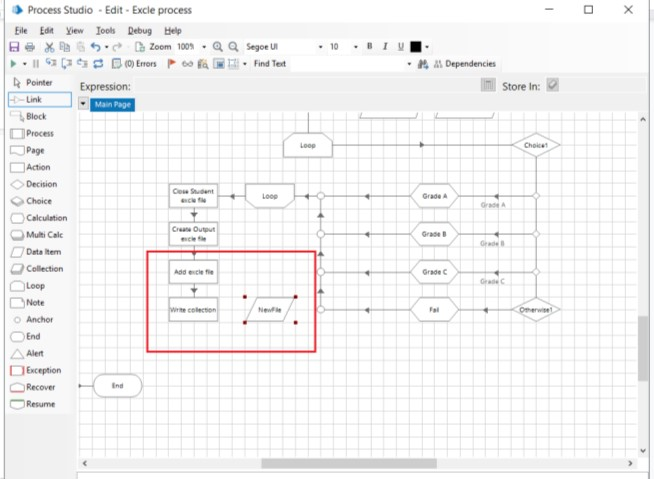 Process Studio - Edit - Excle process
File Edit View Tools Debug Help
Zoom 100% Segoe UI 10 B I U
(0) Errors Find Text Dependencies
Pointer
Link
Block
Process
Page
Action
Decision
Choice
Calculation
Multi Calc
Data Item
Collection
Loop
Note
Anchor
End
Alert
Exception
Recover
Resume
Expression: Store In:
Main Page
Loop Choice1
Close Student
excle file
Loop Grade A
Grade A
Create Output
excle file
Grade B
Grade B
Add excle file Grade C
Grade C
Write collection NewFile Fail Otherwise1
End